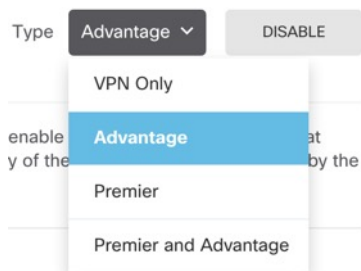 Type Advantage DISABLE
VPN Only
enable Advantage at
y of the by the
Premier
Premier and Advantage